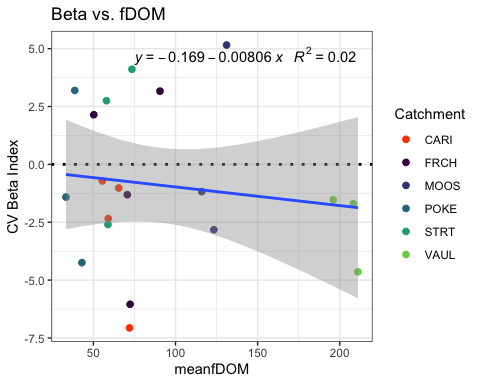 Beta vs. fDOM
y = −0.169 − 0.00806 x R² = 0.02
5.0
2.5
0.0
-2.5
-5.0
-7.5
CV Beta Index
50 100 150 200
meanfDOM
Catchment
CARI
FRCH
MOOS
POKE
STRT
VAUL